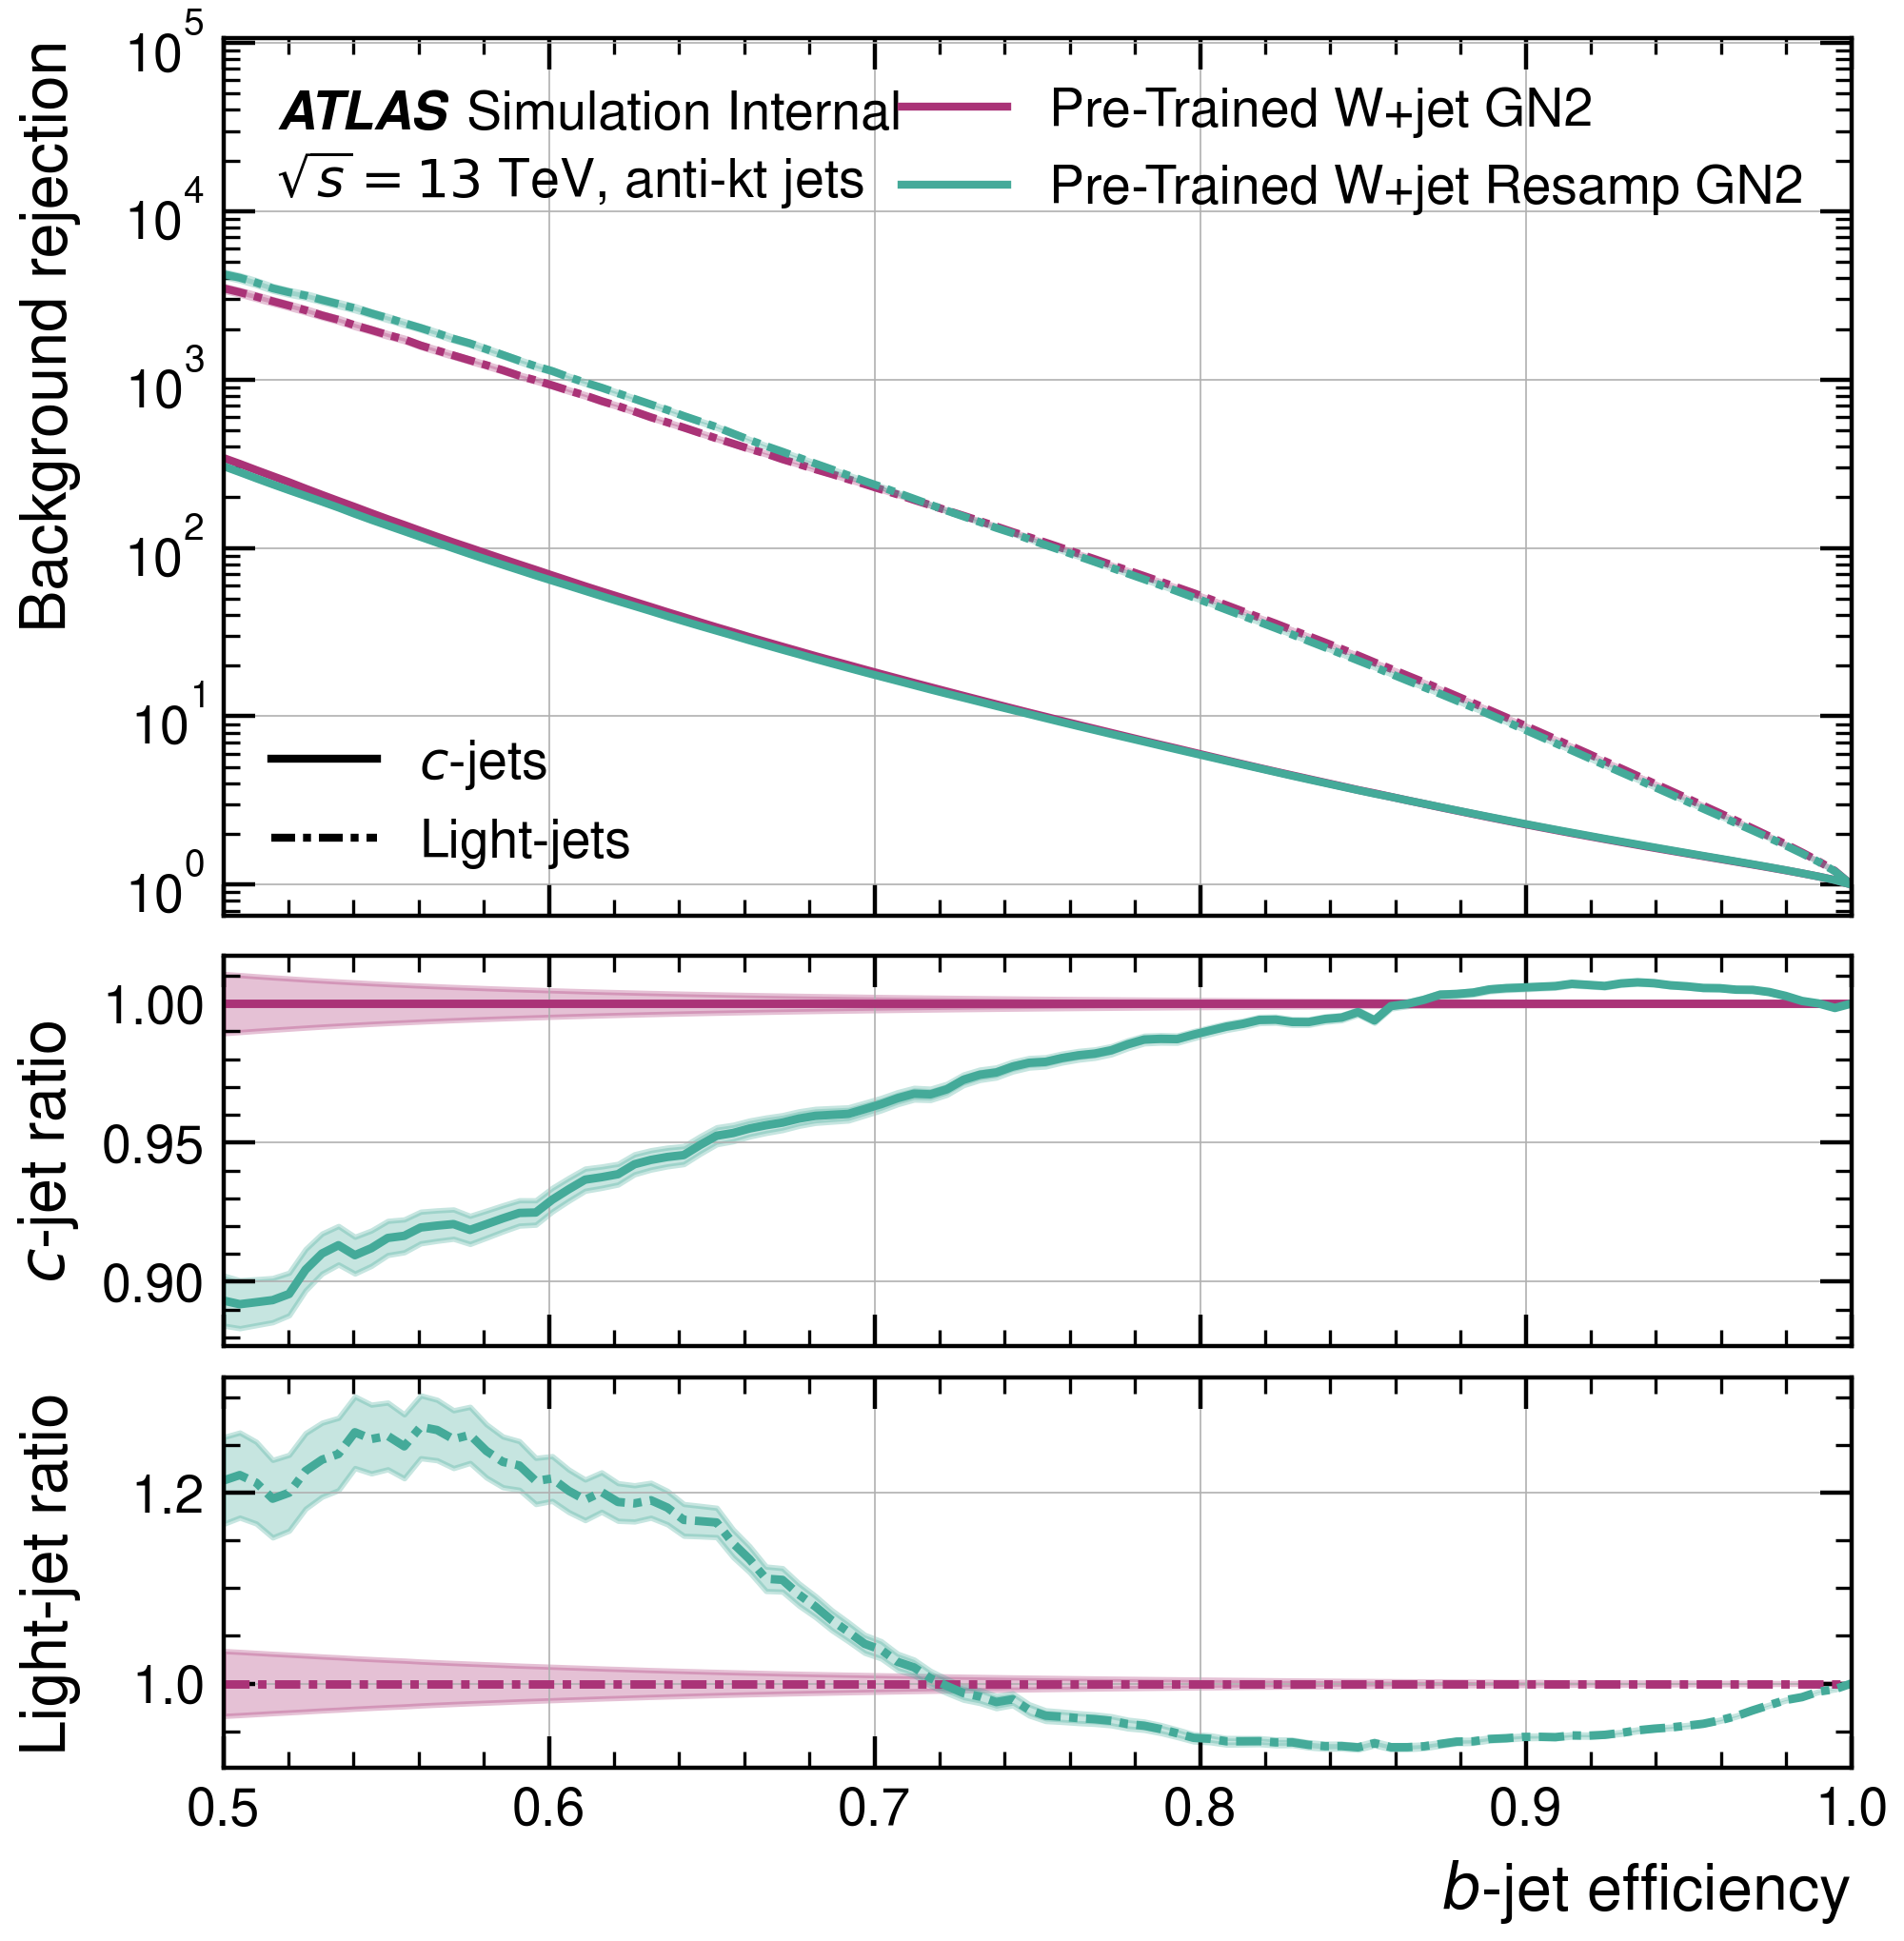 Background rejection
10^5
10^4
10^3
10^2
10^1
10^0
ATLAS Simulation Internal
√s = 13 TeV, anti-kt jets
Pre-Trained W+jet GN2
Pre-Trained W+jet Resamp GN2
c-jets
Light-jets
c-jet ratio
1.00
0.95
0.90
Light-jet ratio
1.2
1.0
0.5 0.6 0.7 0.8 0.9 1.0
b-jet efficiency